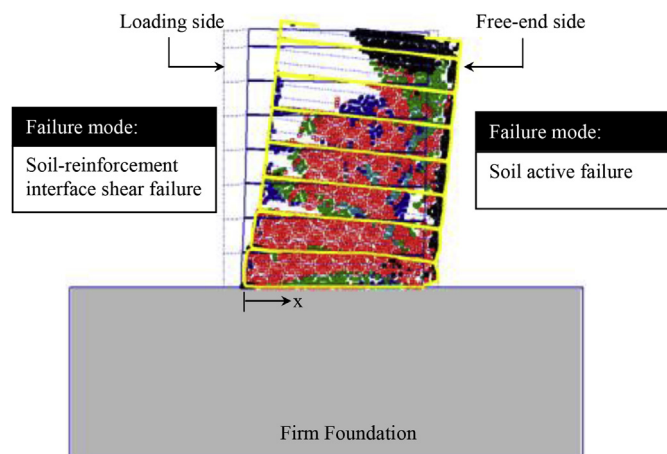 Loading side
Free-end side
Failure mode:
Soil-reinforcement
interface shear failure
Failure mode:
Soil active failure
x
Firm Foundation